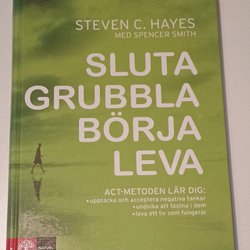 STEVEN C. HAYES
MED SPENCER SMITH
SLUTA
GRUBBLA
BÖRJA
LEVA
ACT-METODEN LÄR DIG:
•upptäcka och acceptera negativa tankar
•undvika att fastna i dem
•leva ett liv som fungerar
NATUR